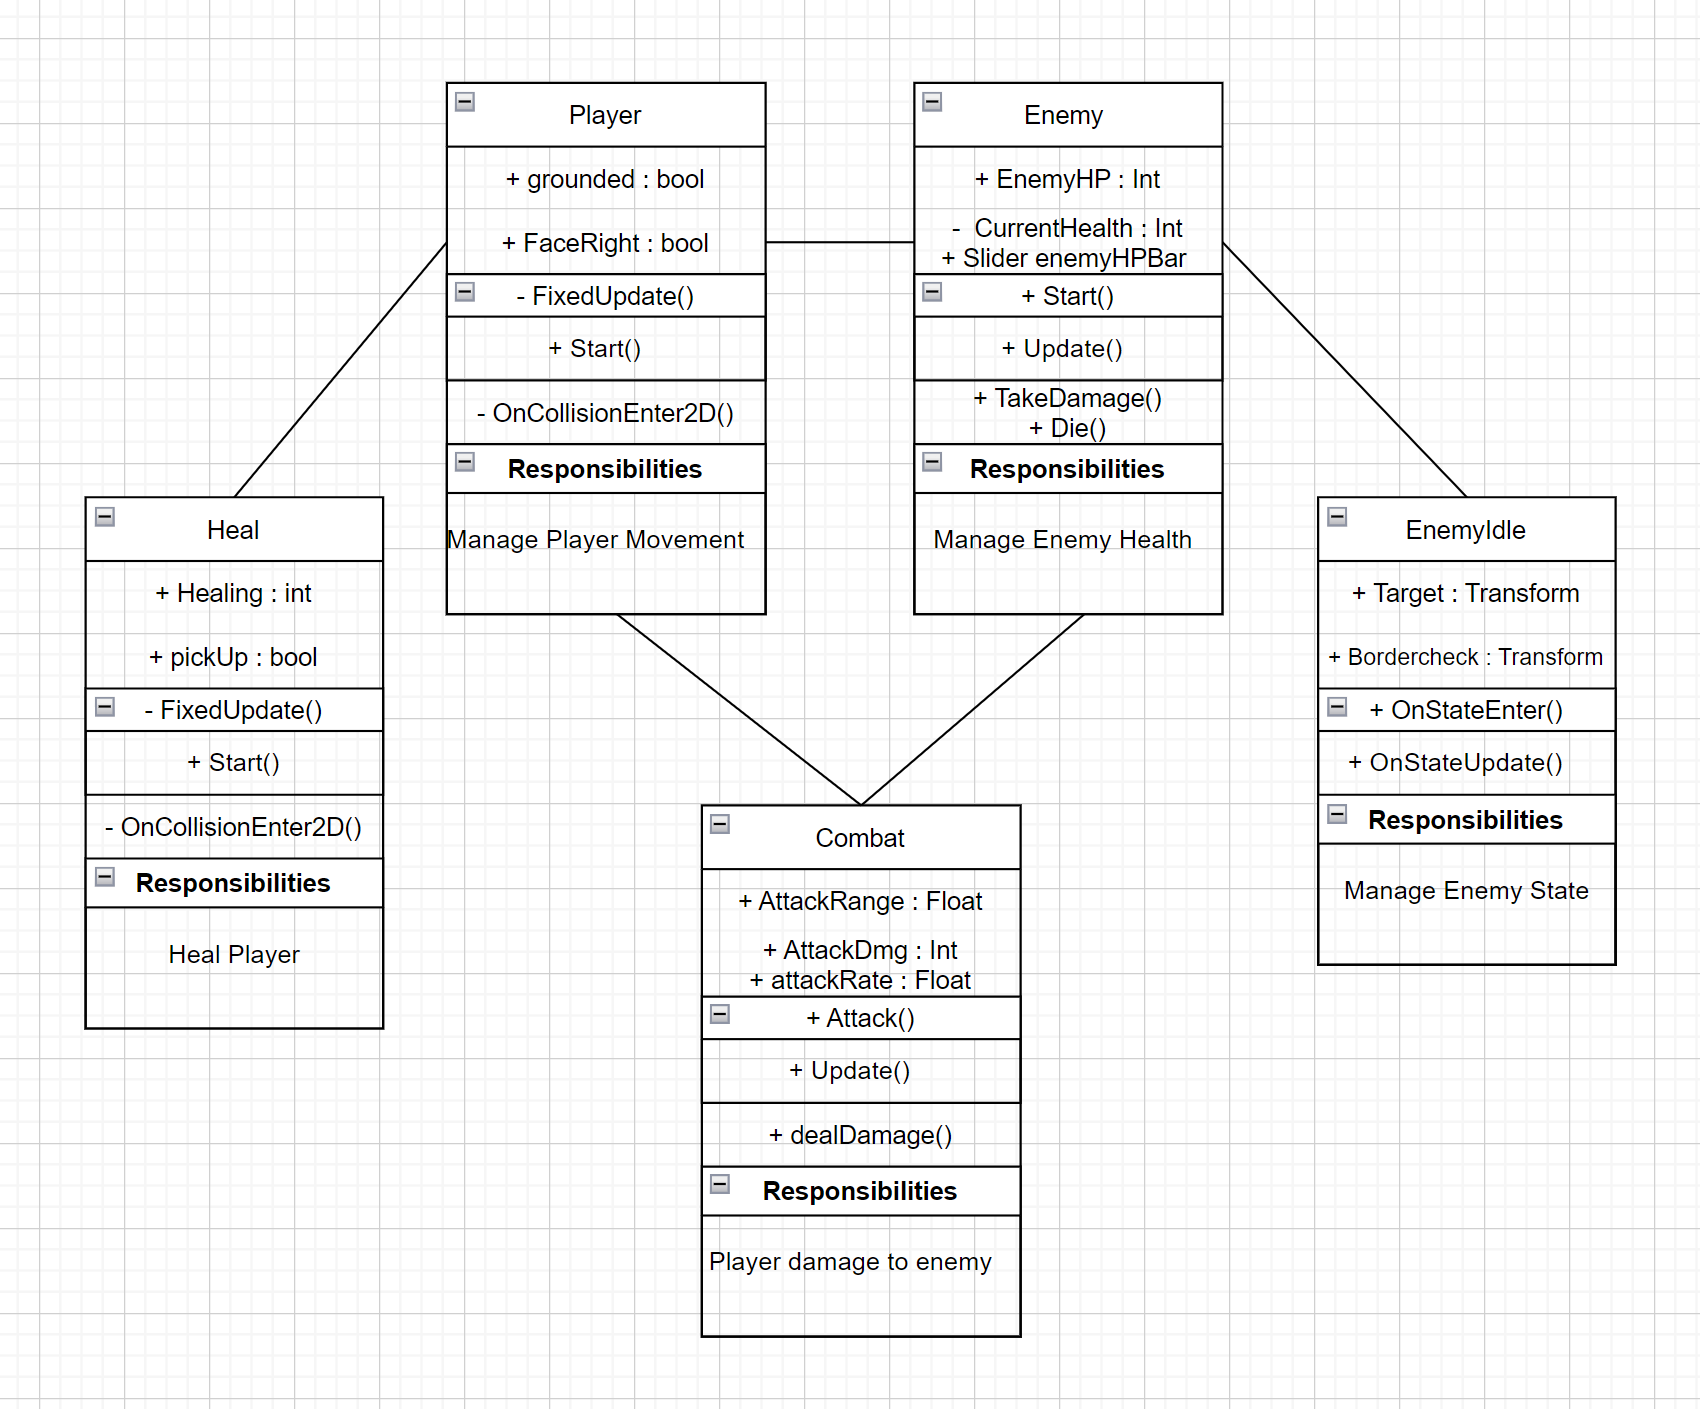 Player
+ grounded : bool
+ FaceRight : bool
- FixedUpdate()
+ Start()
- OnCollisionEnter2D()
Responsibilities
Manage Player Movement
Enemy
+ EnemyHP : Int
- CurrentHealth : Int
+ Slider enemyHPBar
+ Start()
+ Update()
+ TakeDamage()
+ Die()
Responsibilities
Manage Enemy Health
Heal
+ Healing : int
+ pickUp : bool
- FixedUpdate()
+ Start()
- OnCollisionEnter2D()
Responsibilities
Heal Player
EnemyIdle
+ Target : Transform
+ Bordercheck : Transform
+ OnStateEnter()
+ OnStateUpdate()
Responsibilities
Manage Enemy State
Combat
+ AttackRange : Float
+ AttackDmg : Int
+ attackRate : Float
+ Attack()
+ Update()
+ dealDamage()
Responsibilities
Player damage to enemy